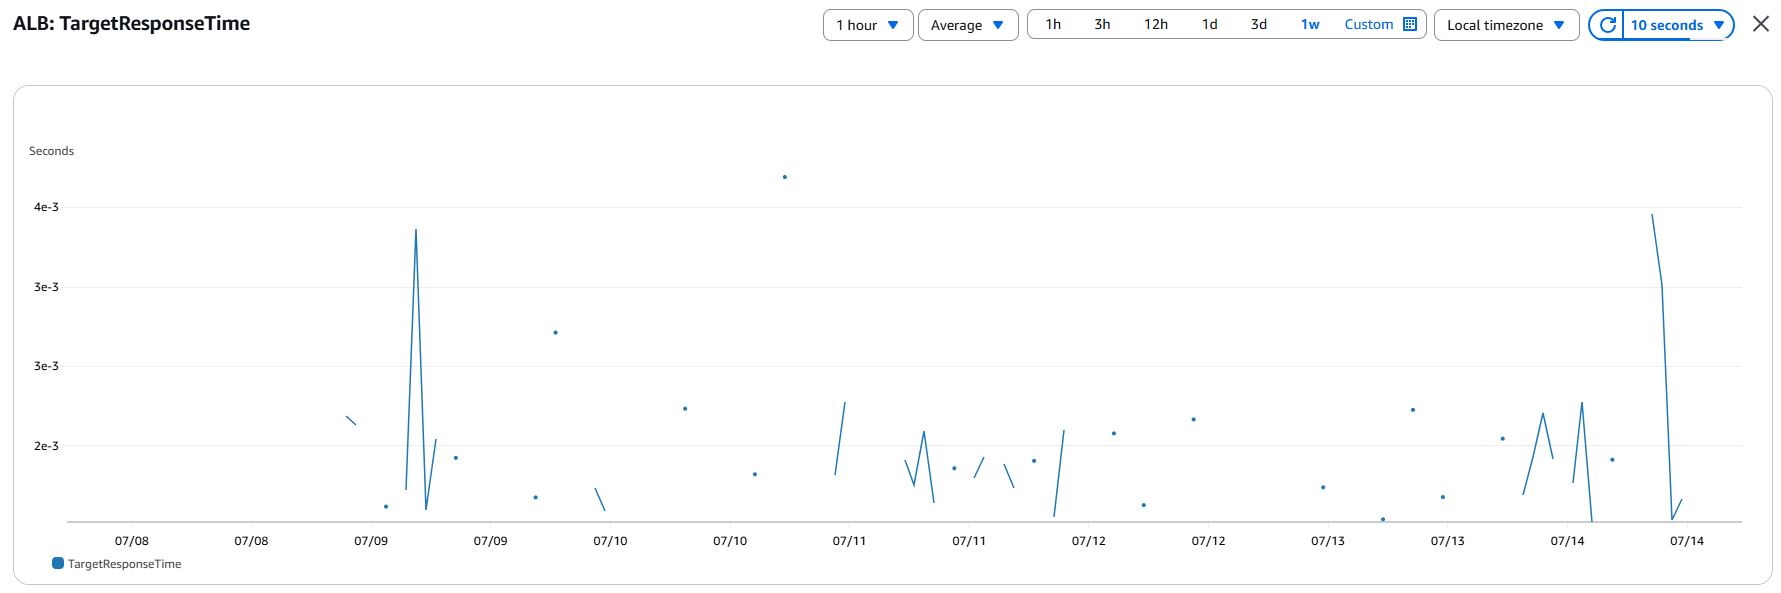 ALB: TargetResponseTime
1 hour Average 1h 3h 12h 1d 3d 1w Custom Local timezone 10 seconds
Seconds
4e-3
3e-3
3e-3
2e-3
07/08 07/08 07/09 07/09 07/10 07/10 07/11 07/11 07/12 07/12 07/13 07/13 07/14 07/14
TargetResponseTime